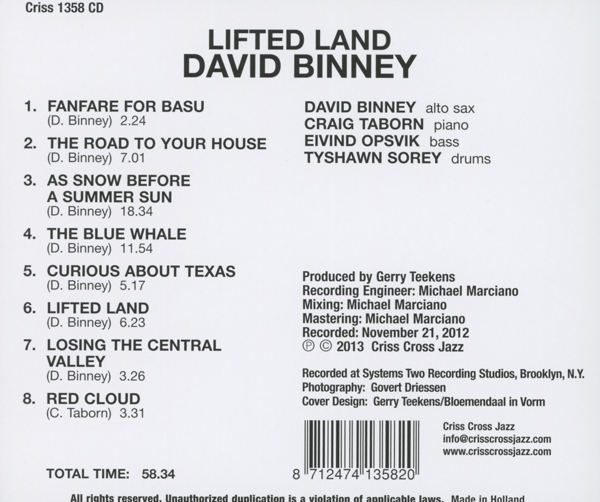 Criss 1358 CD
LIFTED LAND
DAVID BINNEY
1. FANFARE FOR BASU
(D. Binney) 2.24
2. THE ROAD TO YOUR HOUSE
(D. Binney) 7.01
3. AS SNOW BEFORE
A SUMMER SUN
(D. Binney) 18.34
4. THE BLUE WHALE
(D. Binney) 11.54
5. CURIOUS ABOUT TEXAS
(D. Binney) 5.17
6. LIFTED LAND
(D. Binney) 6.23
7. LOSING THE CENTRAL
VALLEY
(D. Binney) 3.26
8. RED CLOUD
(C. Taborn) 3.31
TOTAL TIME: 58.34
DAVID BINNEY alto sax
CRAIG TABORN piano
EIVIND OPSVIK bass
TYSHAWN SOREY drums
Produced by Gerry Teekens
Recording Engineer: Michael Marciano
Mixing: Michael Marciano
Mastering: Michael Marciano
Recorded: November 21, 2012
℗ © 2013 Criss Cross Jazz
Recorded at Systems Two Recording Studios, Brooklyn, N.Y.
Photography: Govert Driessen
Cover Design: Gerry Teekens/Bloemendaal in Vorm
8 712474 135820
Criss Cross Jazz
info@crisscrossjazz.com
www.crisscrossjazz.com
All rights reserved. Unauthorized duplication is a violation of applicable laws. Made in Holland